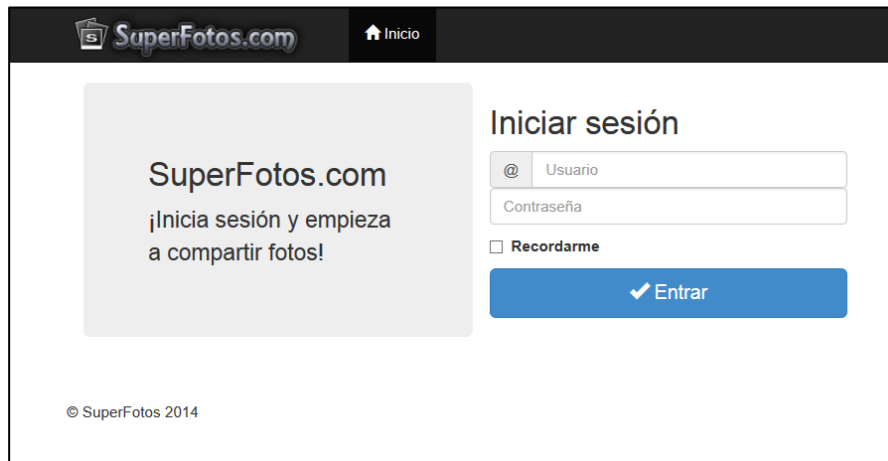 S SuperFotos.com
Inicio
SuperFotos.com
¡Inicia sesión y empieza
a compartir fotos!
Iniciar sesión
@ Usuario
Contraseña
Recordarme
Entrar
© SuperFotos 2014